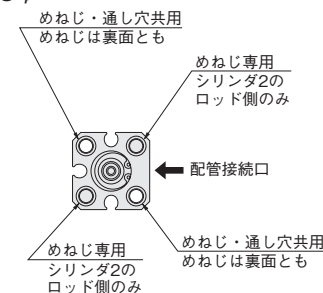 めねじ・通し穴共用
めねじは裏面とも
めねじ専用
シリンダ2の
ロッド側のみ
配管接続口
めねじ専用
シリンダ2の
ロッド側のみ
めねじ・通し穴共用
めねじは裏面とも